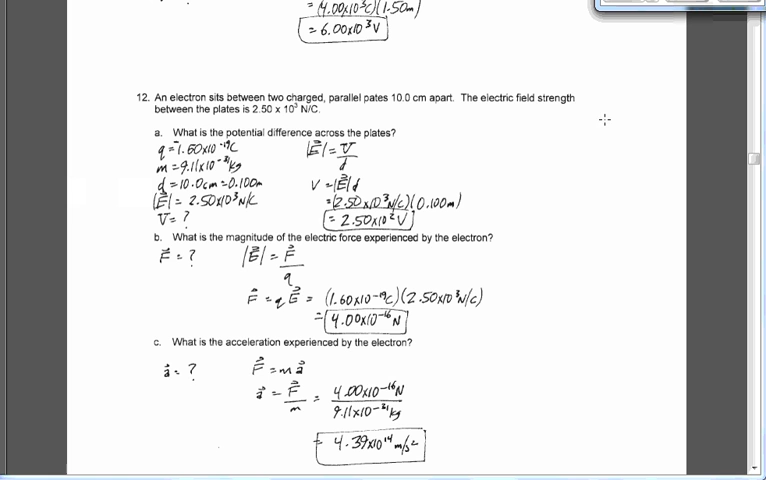 = (4.00x10³C)(1.50m)
= 6.00x10³V
12. An electron sits between two charged, parallel pates 10.0 cm apart. The electric field strength
between the plates is 2.50 x 10³ N/C.
a. What is the potential difference across the plates?
q = -1.60x10⁻¹⁹C
|E⃗| = V/d
m = 9.11x10⁻³¹kg
d = 10.0cm = 0.100m
V = |E⃗|d
|E⃗| = 2.50x10³N/C
= (2.50x10³N/C)(0.100m)
V = ?
= 2.50x10²V
b. What is the magnitude of the electric force experienced by the electron?
F⃗ = ?
|E⃗| = F⃗/q
F⃗ = qE⃗ = (1.60x10⁻¹⁹C)(2.50x10³N/C)
= 4.00x10⁻¹⁶N
c. What is the acceleration experienced by the electron?
a⃗ = ?
F⃗ = ma⃗
a⃗ = F⃗/m = 4.00x10⁻¹⁶N/9.11x10⁻³¹kg
= 4.39x10¹⁴m/s²